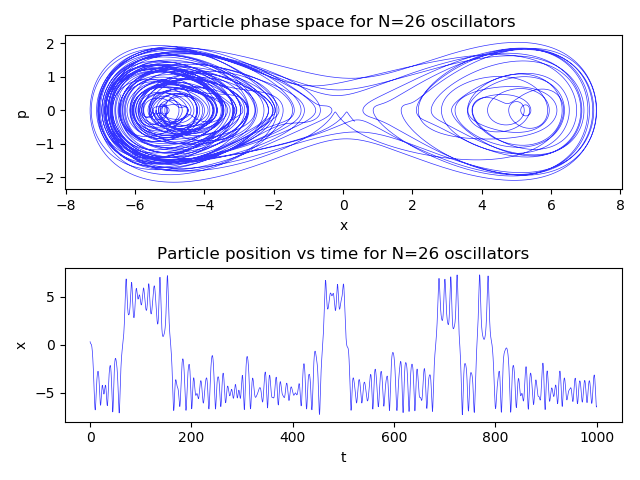 Particle phase space for N=26 oscillators
2
1
0
−1
−2
p
−8 −6 −4 −2 0 2 4 6 8
x
Particle position vs time for N=26 oscillators
5
0
−5
x
0 200 400 600 800 1000
t